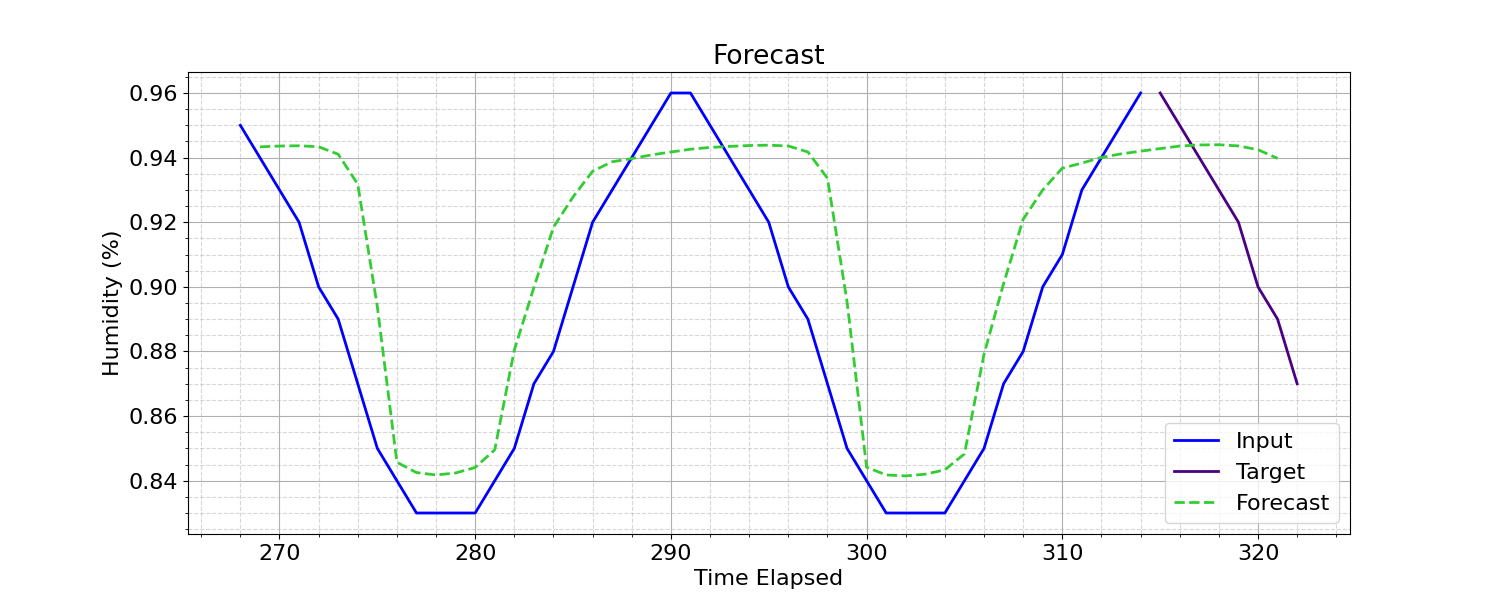 Forecast
Humidity (%)
0.96
0.94
0.92
0.90
0.88
0.86
0.84
270 280 290 300 310 320
Time Elapsed
Input
Target
Forecast